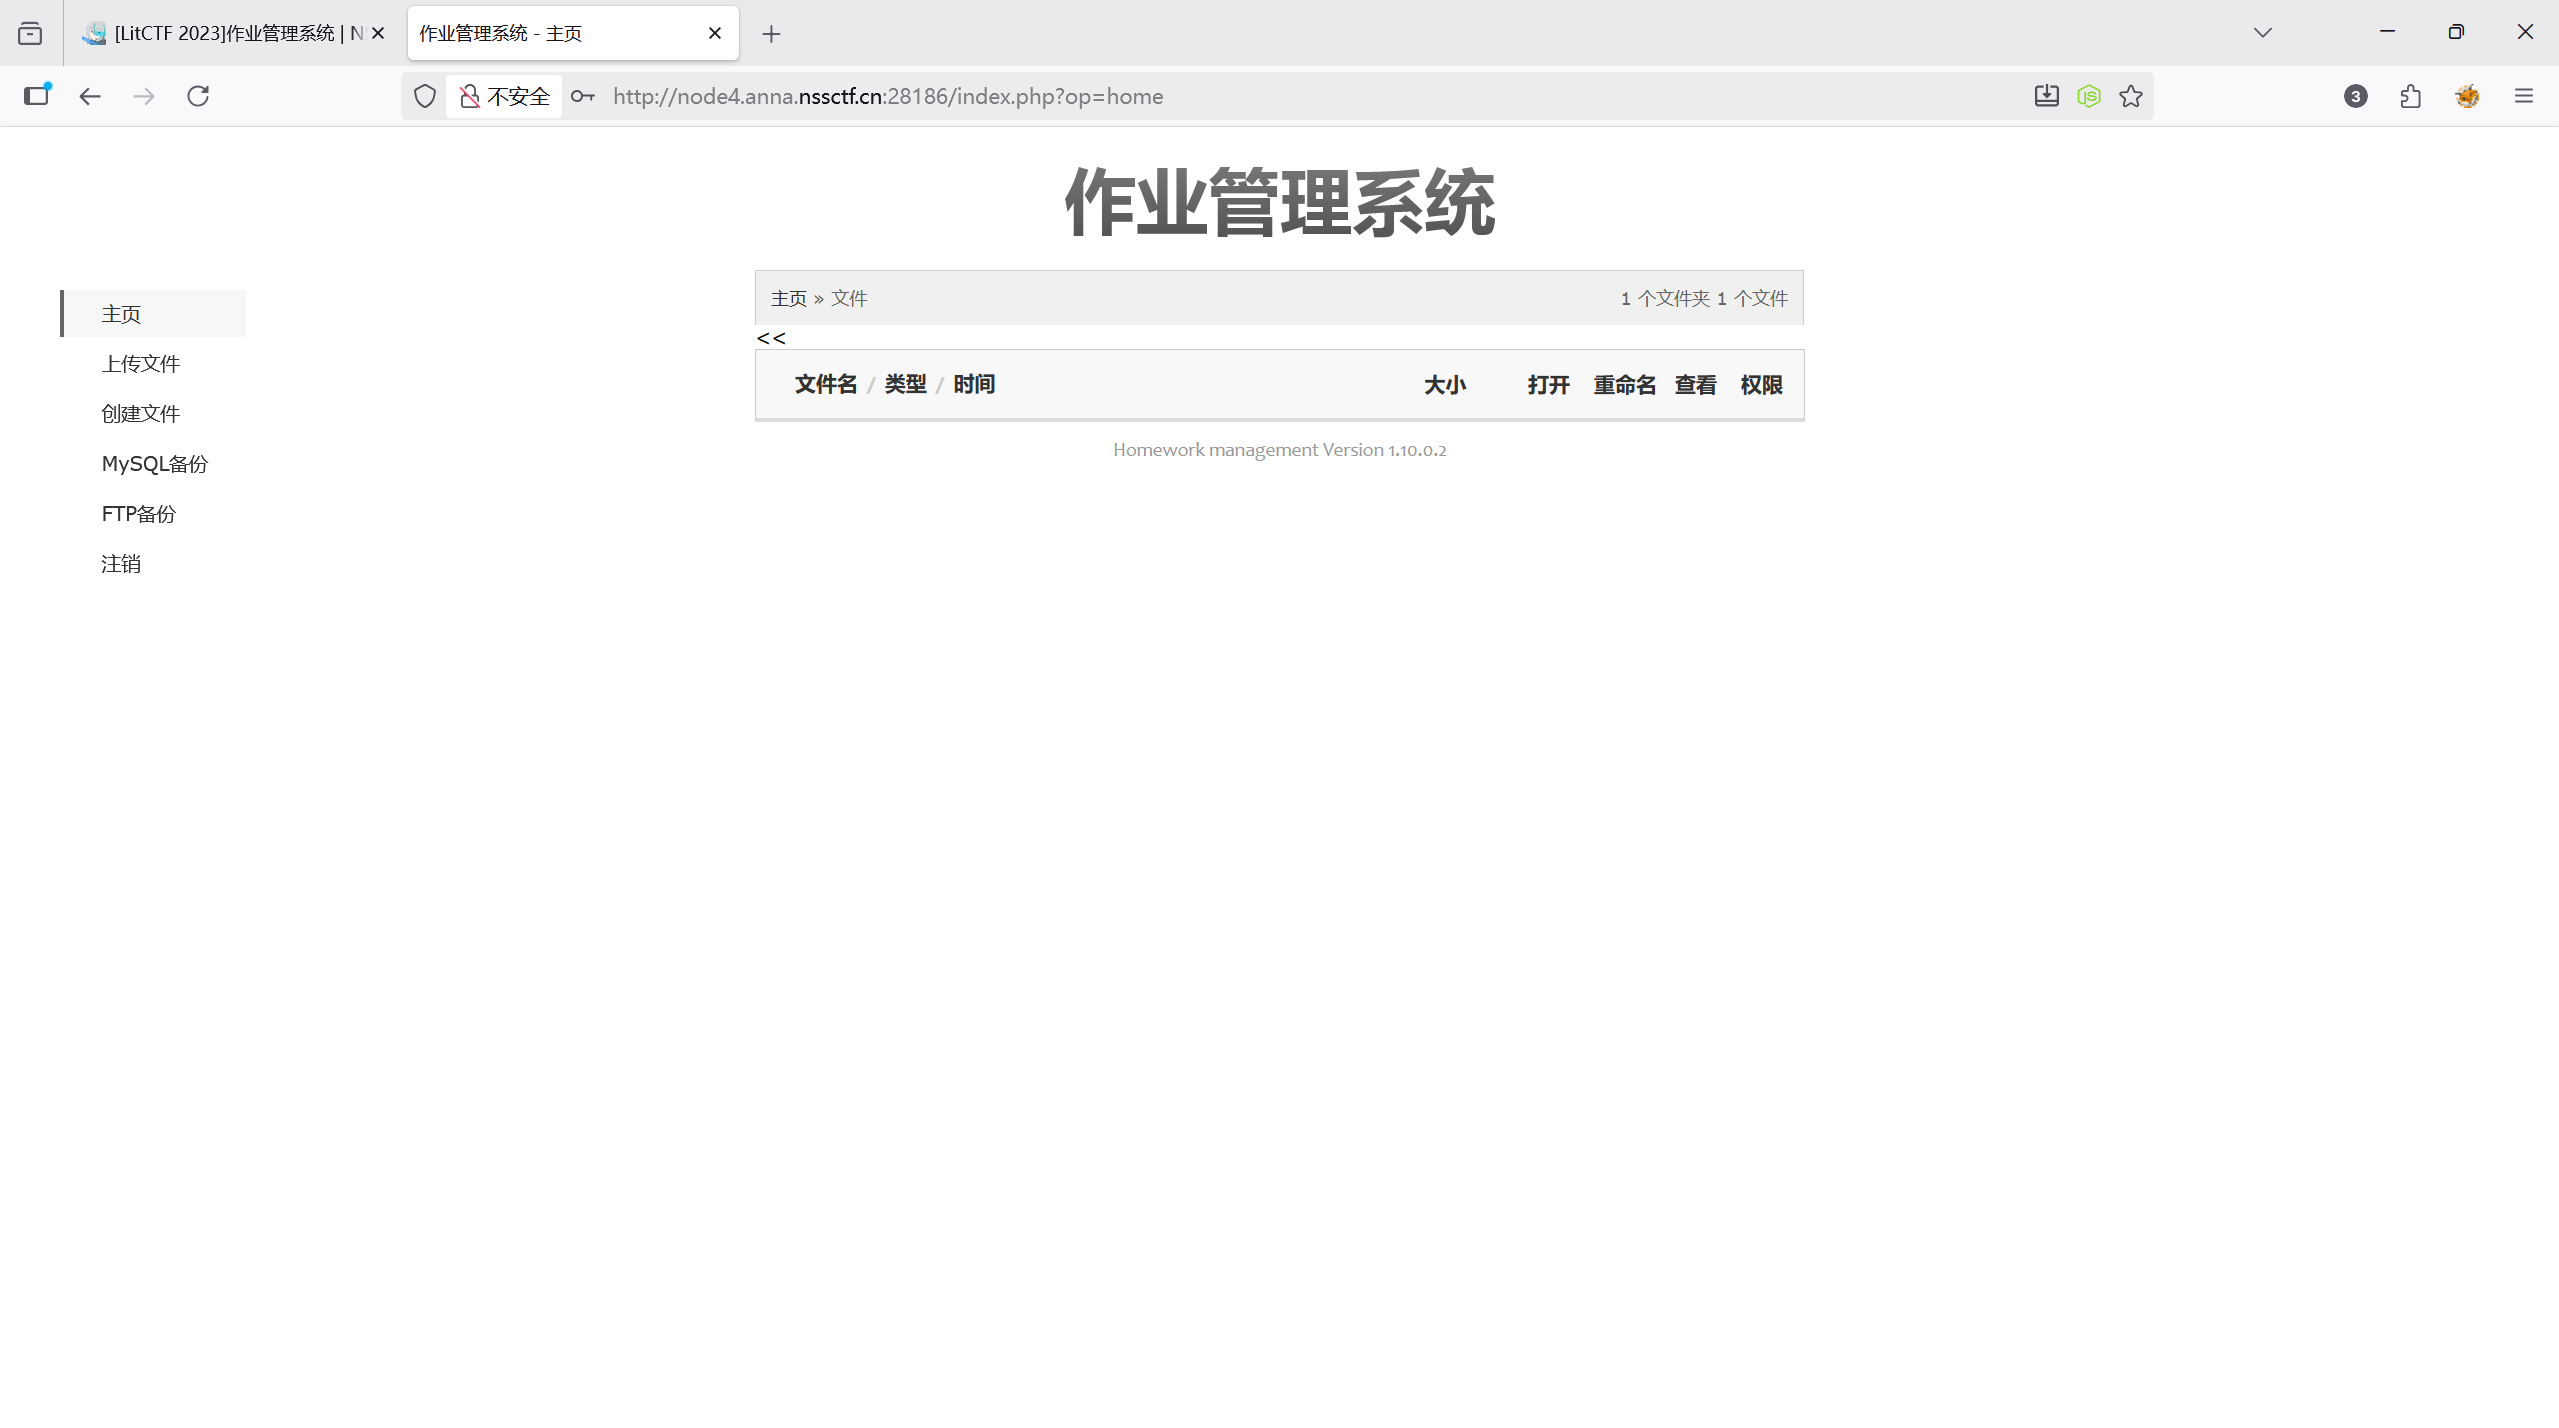 [LitCTF 2023]作业管理系统 | N
作业管理系统 - 主页
不安全
http://node4.anna.nssctf.cn:28186/index.php?op=home
3
作业管理系统
主页 » 文件
1 个文件夹 1 个文件
<<
文件名 / 类型 / 时间 大小 打开 重命名 查看 权限
Homework management Version 1.10.0.2
主页
上传文件
创建文件
MySQL备份
FTP备份
注销